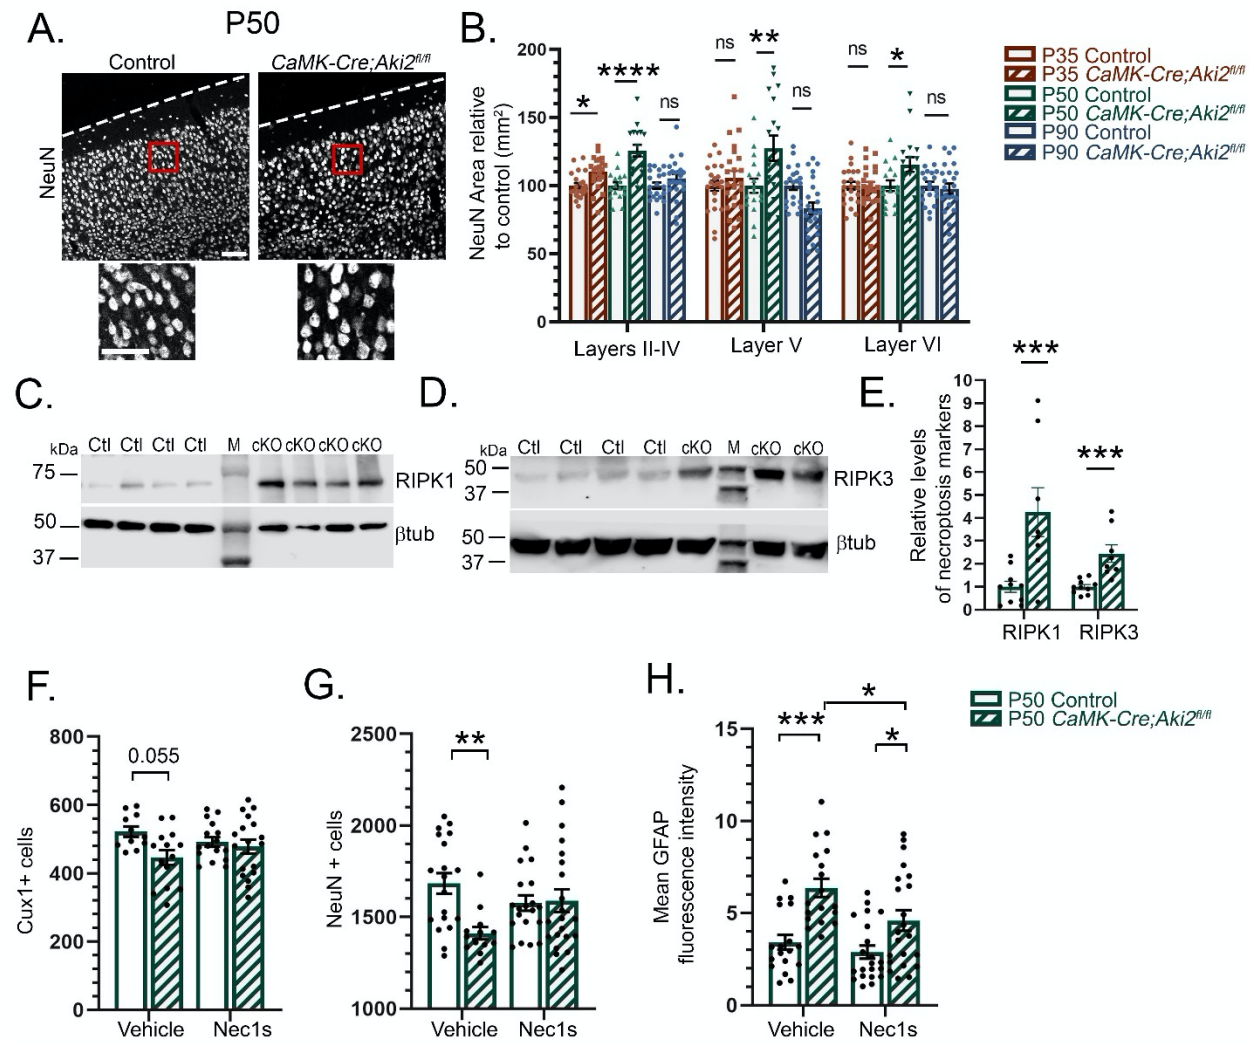 A.
P50
Control
CaMK-Cre;Aki2fl/fl
NeuN
B.
NeuN Area relative
to control (mm2)
200
150
100
50
0
*
****
ns
ns
**
ns
ns
*
ns
Layers II-IV
Layer V
Layer VI
P35 Control
P35 CaMK-Cre;Aki2fl/fl
P50 Control
P50 CaMK-Cre;Aki2fl/fl
P90 Control
P90 CaMK-Cre;Aki2fl/fl
C.
kDa
Ctl Ctl Ctl Ctl M cKO cKO cKO cKO
75
RIPK1
50
βtub
37
D.
kDa
Ctl Ctl Ctl Ctl cKO M cKO cKO
50
RIPK3
37
50
βtub
37
E.
Relative levels
of necroptosis markers
10
9
8
7
6
5
4
3
2
1
0
***
***
RIPK1
RIPK3
F.
Cux1+ cells
800
600
400
200
0
0.055
Vehicle
Nec1s
G.
NeuN + cells
2500
2000
1500
1000
**
Vehicle
Nec1s
H.
Mean GFAP
fluorescence intensity
15
10
5
0
***
*
*
Vehicle
Nec1s
P50 Control
P50 CaMK-Cre;Aki2fl/fl